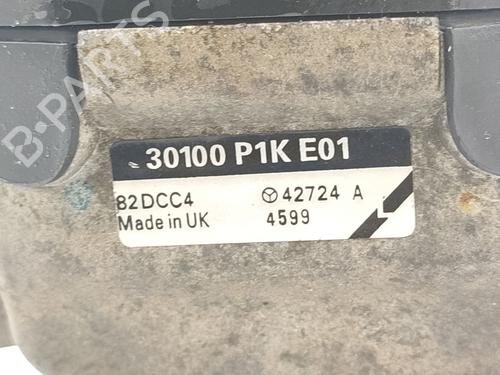 B-PARTS
30100 P1K E01
82DCC4 42724 A
Made in UK 4599